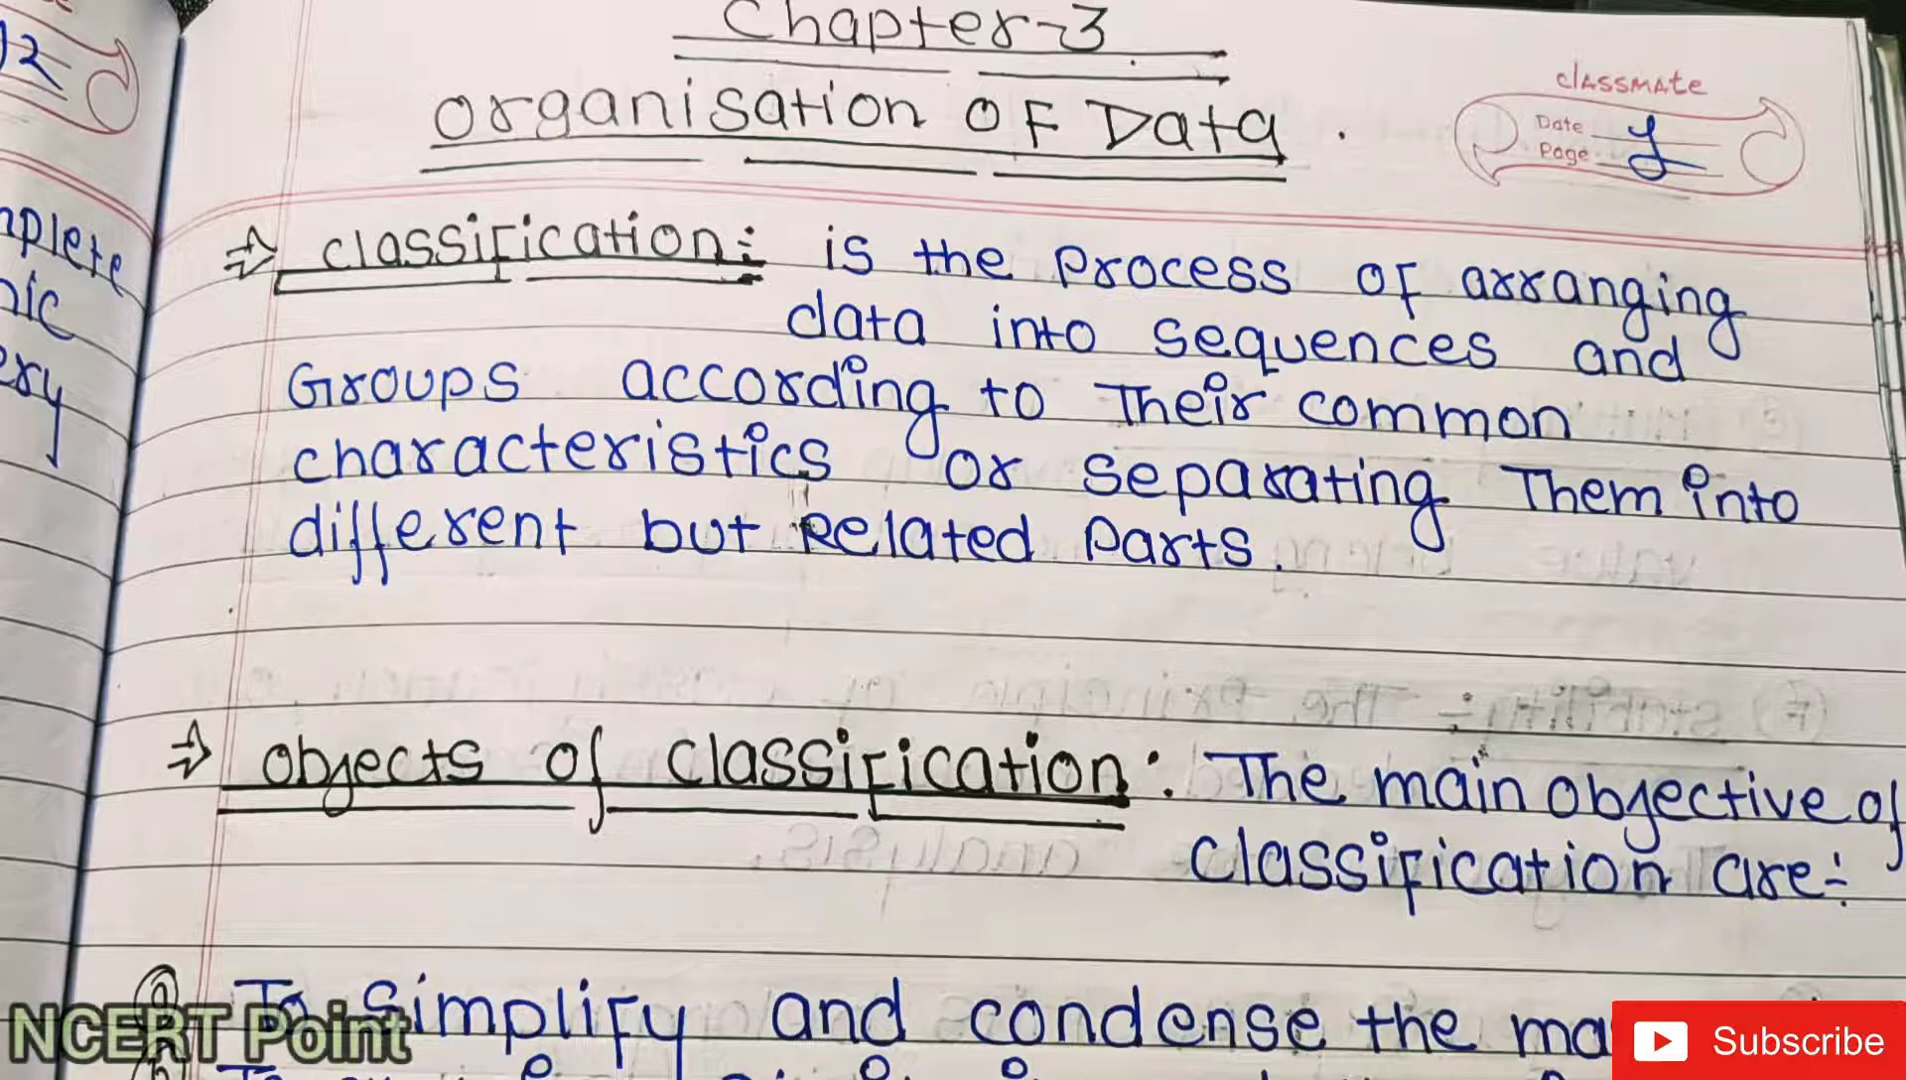 Chapter-3
Organisation OF Data.
classmate
Date
Page
⇒ classification:- is the process of arranging
data into sequences and
Groups according to Their common
characteristics or separating Them into
different but Related Parts.
⇒ objects of classification: The main objective of
classification are:-
(a) To simplify and condense the ma
NCERT Point
Subscribe